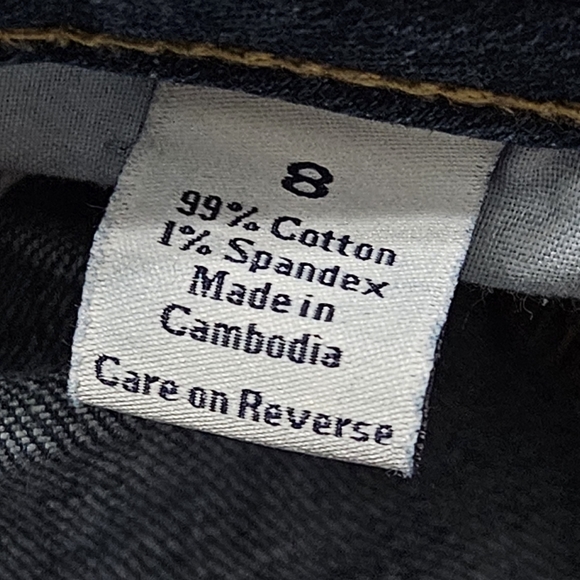 8
99% Cotton
1% Spandex
Made in
Cambodia
Care on Reverse